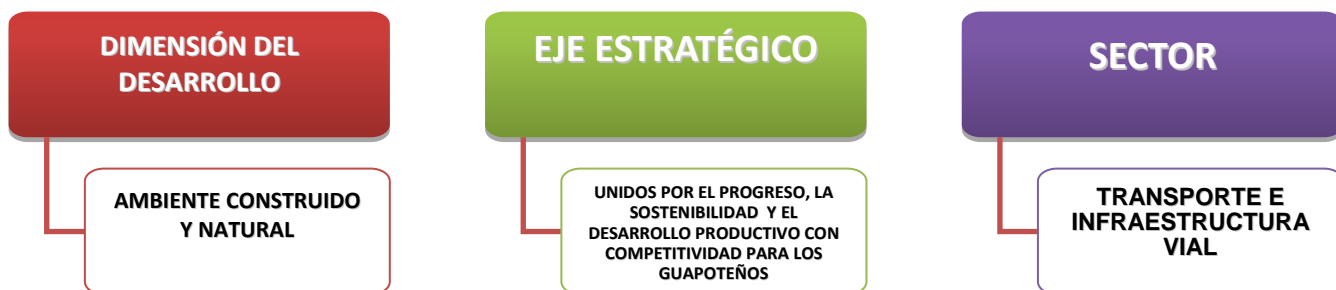 DIMENSIÓN DEL
DESARROLLO
AMBIENTE CONSTRUIDO
Y NATURAL
EJE ESTRATÉGICO
UNIDOS POR EL PROGRESO, LA
SOSTENIBILIDAD Y EL
DESARROLLO PRODUCTIVO CON
COMPETITIVIDAD PARA LOS
GUAPOTEÑOS
SECTOR
TRANSPORTE E
INFRAESTRUCTURA
VIAL